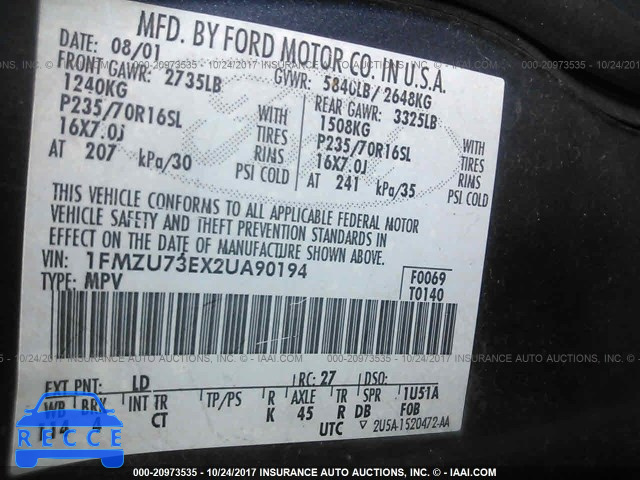 MFD. BY FORD MOTOR CO. IN U.S.A.
DATE: 08/01 GVWR: 5840LB/2648KG
FRONT GAWR: 2735LB REAR GAWR: 3325LB
1240KG WITH 1508KG WITH
P235/70R16SL TIRES P235/70R16SL TIRES
16X7.0J RIMS 16X7.0J RIMS
AT 207 kPa/30 PSI COLD AT 241 kPa/35 PSI COLD
THIS VEHICLE CONFORMS TO ALL APPLICABLE FEDERAL MOTOR
VEHICLE SAFETY AND THEFT PREVENTION STANDARDS IN
EFFECT ON THE DATE OF MANUFACTURE SHOWN ABOVE.
VIN: 1FMZU73EX2UA90194 F0069
TYPE: MPV T0140
EXT PNT: LD RC: 27 DSO:
WB BRK INT TR TP/PS R AXLE TR SPR 1U51A
114 4 CT K 45 R DB FOB
UTC ▽ 2U5A-1520472-AA
000-20973535 - 10/24/2017 INSURANCE AUTO AUCTIONS, INC. - © IAAI.COM